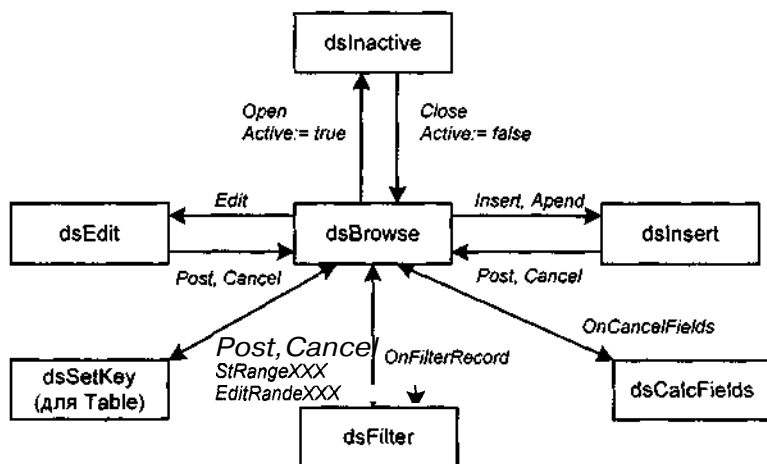 dsInactive
Open
Active:= true
Close
Active:= false
Edit
Insert, Apend
dsEdit
dsBrowse
dsInsert
Post, Cancel
Post, Cancel
Post, Cancel
StRangeXXX
EditRandeXXX
OnFilterRecord
OnCancelFields
dsSetKey
(для Table)
dsFilter
dsCalcFields